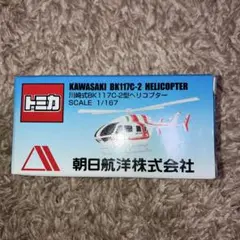 トミカ
KAWASAKI BK117C-2 HELICOPTER
川崎式BK117C-2型ヘリコプター
SCALE 1/167
朝日航洋株式会社